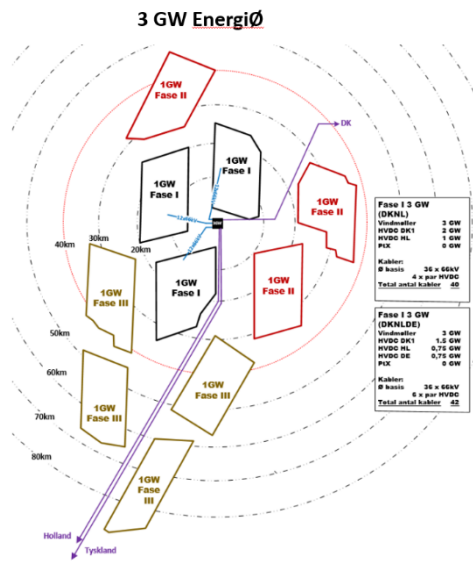 3 GW EnergiØ
1GW
Fase II
DK
1GW
Fase I
1GW
Fase I
1GW
Fase II
40km
30km
20km
1GW
Fase III
1GW
Fase I
1GW
Fase II
50km
60km
1GW
Fase III
1GW
Fase III
70km
80km
1GW
Fase
III
Holland
Tyskland
Fase I 3 GW
(DKNL)
Vindmøller 3 GW
HVDC DK1 2 GW
HVDC HL 1 GW
PtX 0 GW
Kabler:
Ø basis 36 x 66kV
4 x par HVDC
Total antal kabler 40
Fase I 3 GW
(DKNLDE)
Vindmøller 3 GW
HVDC DK1 1.5 GW
HVDC HL 0,75 GW
HVDC DE 0,75 GW
PtX 0 GW
Kabler:
Ø basis 36 x 66kV
6 x par HVDC
Total antal kabler 42